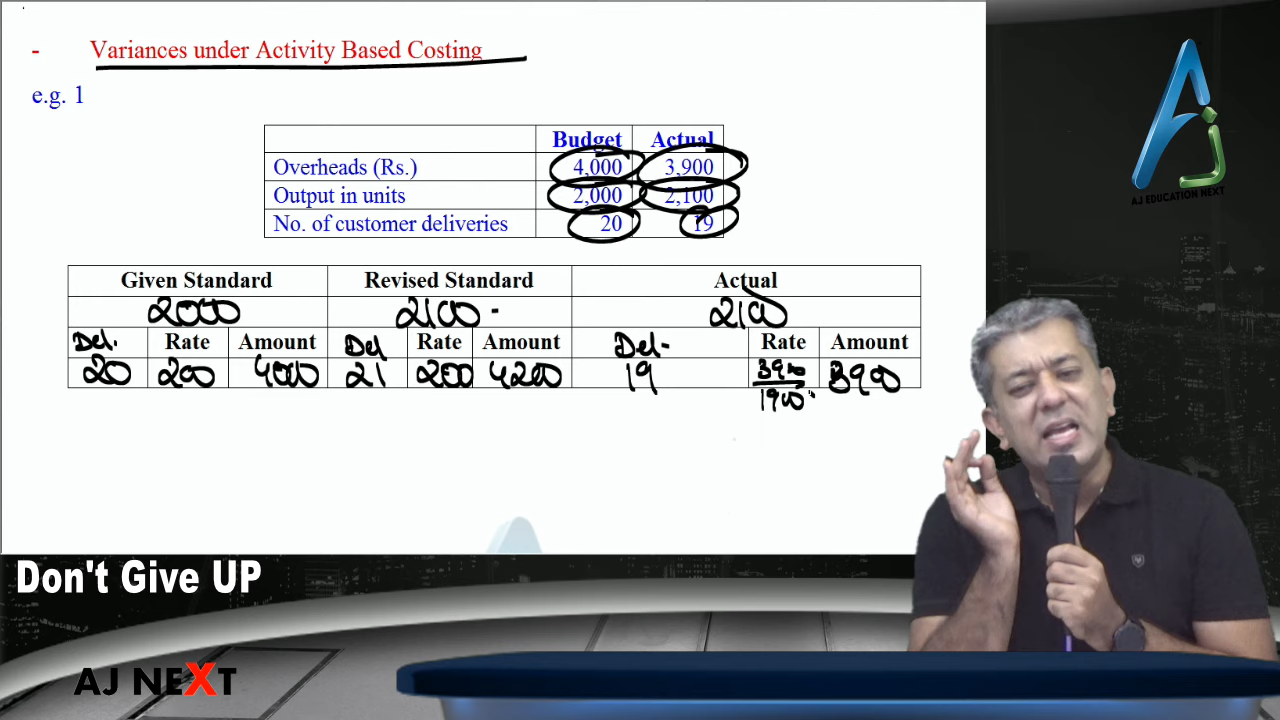 - Variances under Activity Based Costing
e.g. 1
Budget Actual
Overheads (Rs.) 4,000 3,900
Output in units 2,000 2,100
No. of customer deliveries 20 19
Given Standard Revised Standard Actual
2000 2100 2100
Del. Rate Amount Del Rate Amount Del Rate Amount
20 200 4000 21 200 4200 19 3900 3900
1900
AJ EDUCATION NEXT
Don't Give UP
AJ NEXT